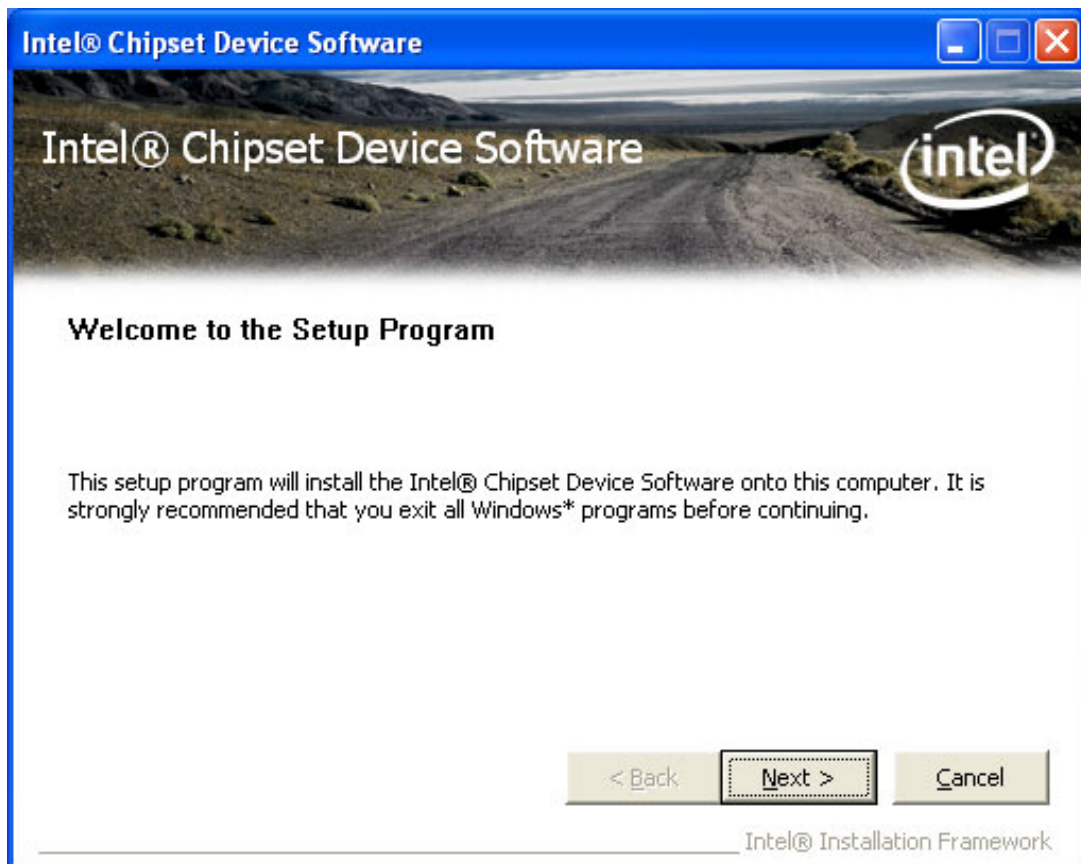 Intel® Chipset Device Software
Intel® Chipset Device Software
intel
Welcome to the Setup Program
This setup program will install the Intel® Chipset Device Software onto this computer. It is
strongly recommended that you exit all Windows* programs before continuing.
< Back
Next >
Cancel
Intel® Installation Framework